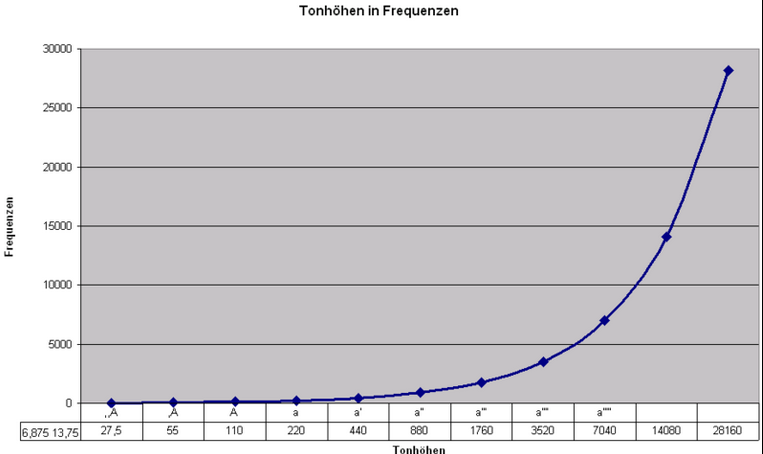 Tonhöhen in Frequenzen
30000
25000
20000
15000
10000
5000
0
Frequenzen
,,A ,A A a a' a'' a''' a'''' a'''''
6,875 13,75 27,5 55 110 220 440 880 1760 3520 7040 14080 28160
Tonhöhen